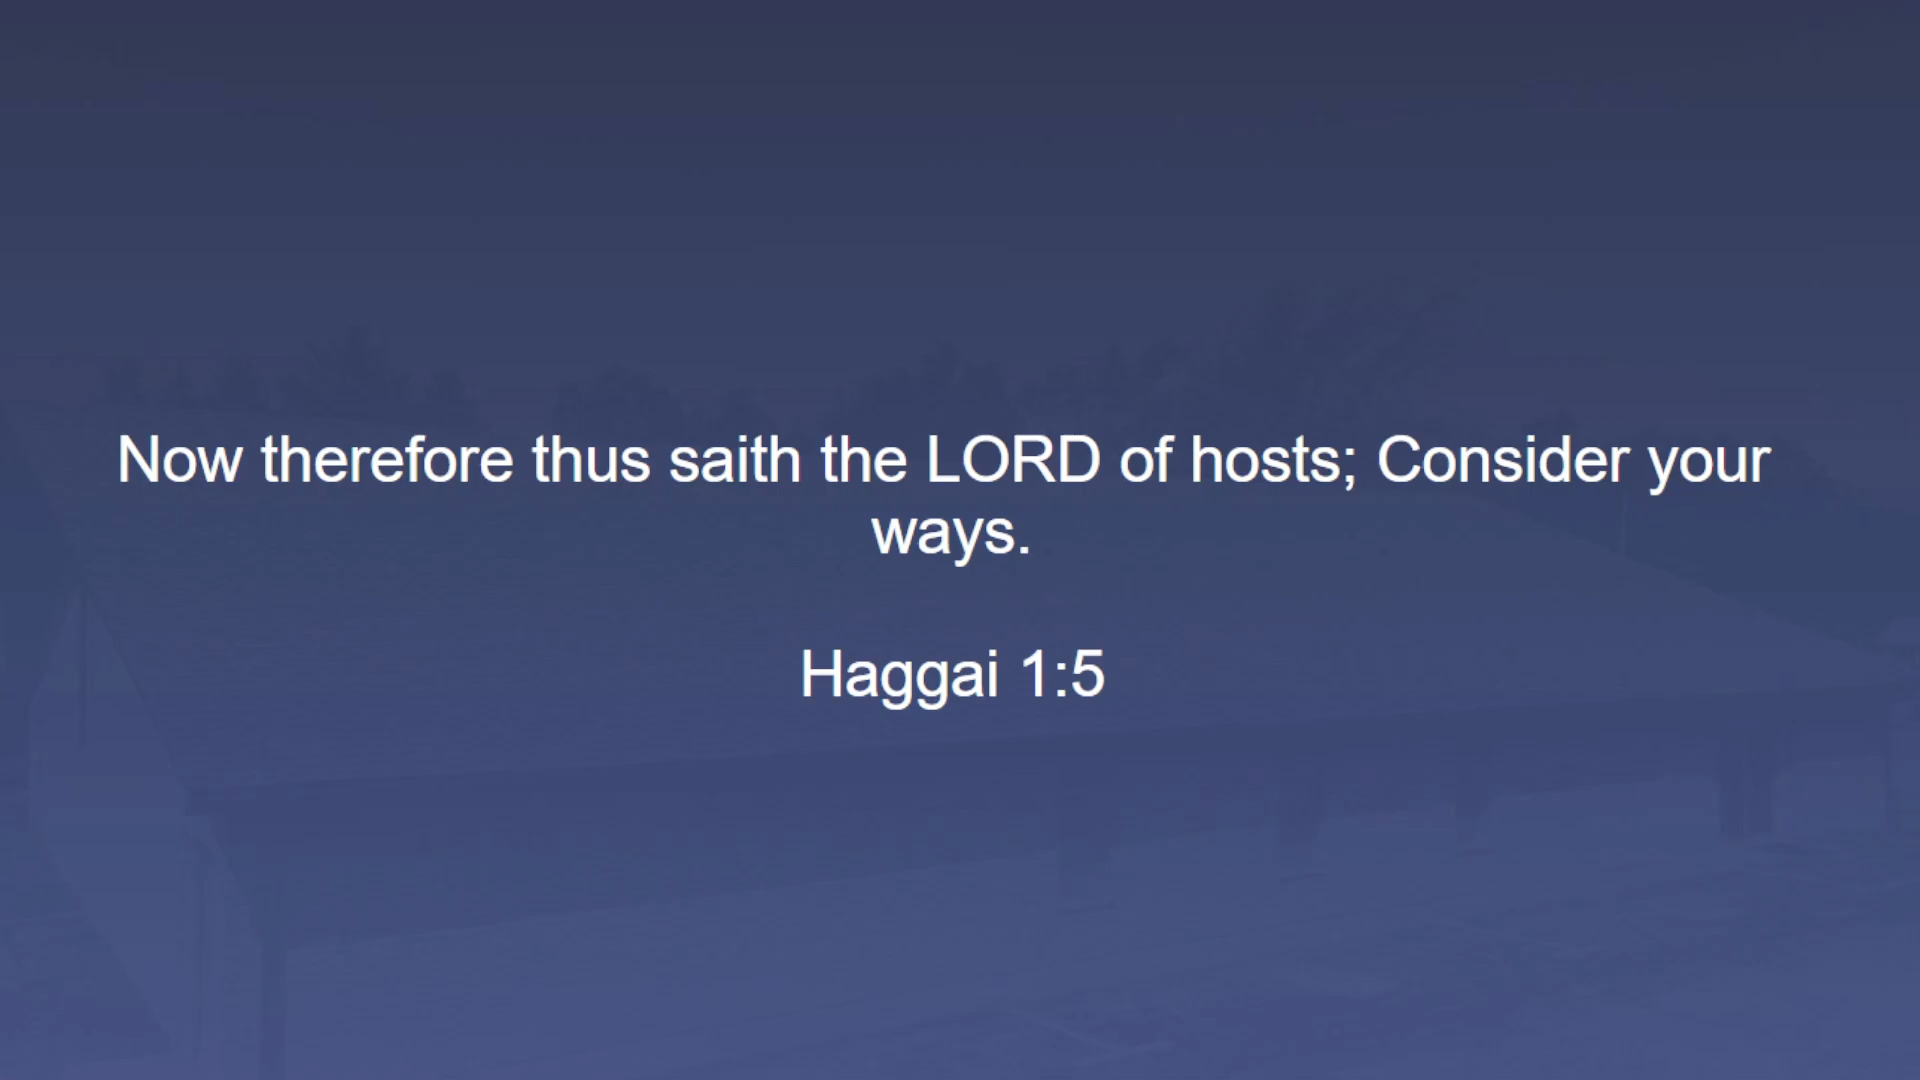 Now therefore thus saith the LORD of hosts; Consider your
ways.
Haggai 1:5